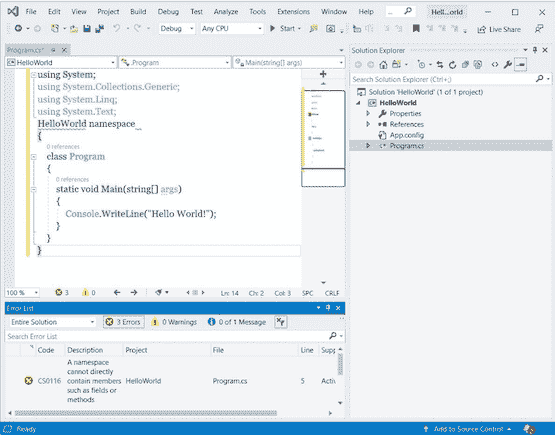 File Edit View Project Build Debug Test Analyze Tools Extensions Window Help Hell...orld
Debug Any CPU Start Live Share
Program.cs
HelloWorld .Program Main(string[] args)
using System;
using System.Collections.Generic;
using System.Linq;
using System.Text;
HelloWorld namespace
{
0 references
class Program
{
0 references
static void Main(string[] args)
{
Console.WriteLine("Hello World!");
}
}
}
100 % 3 0 Ln: 14 Ch: 2 Col: 3 SPC CRLF
Solution Explorer
Search Solution Explorer (Ctrl+;)
Solution 'HelloWorld' (1 of 1 project)
HelloWorld
Properties
References
App.config
Program.cs
Error List
Entire Solution 3 Errors 0 Warnings 0 of 1 Message
Search Error List
Code Description Project File Line Supp
CS0116 A namespace cannot directly contain members such as fields or methods HelloWorld Program.cs 5 Activ
Ready Add to Source Control